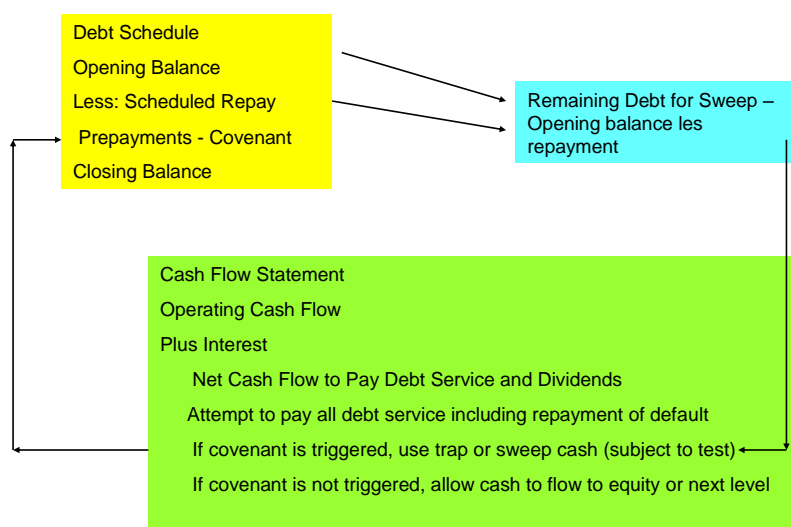 Debt Schedule
Opening Balance
Less: Scheduled Repay
Prepayments - Covenant
Closing Balance
Remaining Debt for Sweep –
Opening balance les
repayment
Cash Flow Statement
Operating Cash Flow
Plus Interest
Net Cash Flow to Pay Debt Service and Dividends
Attempt to pay all debt service including repayment of default
If covenant is triggered, use trap or sweep cash (subject to test)
If covenant is not triggered, allow cash to flow to equity or next level